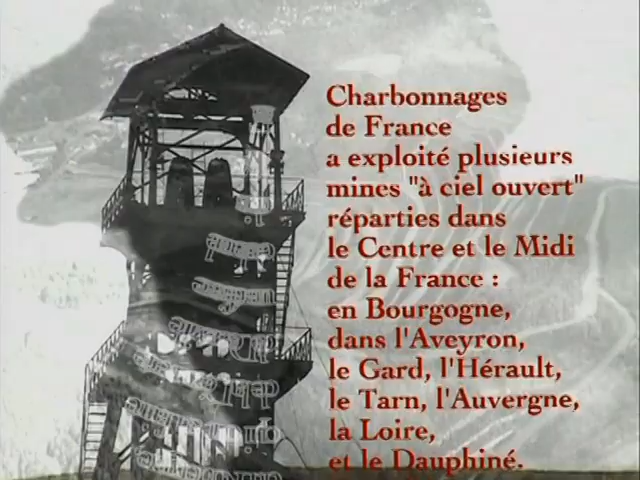 Charbonnages
de France
a exploité plusieurs
mines "à ciel ouvert"
réparties dans
le Centre et le Midi
de la France :
en Bourgogne,
dans l'Aveyron,
le Gard, l'Hérault,
le Tarn, l'Auvergne,
la Loire,
et le Dauphiné.